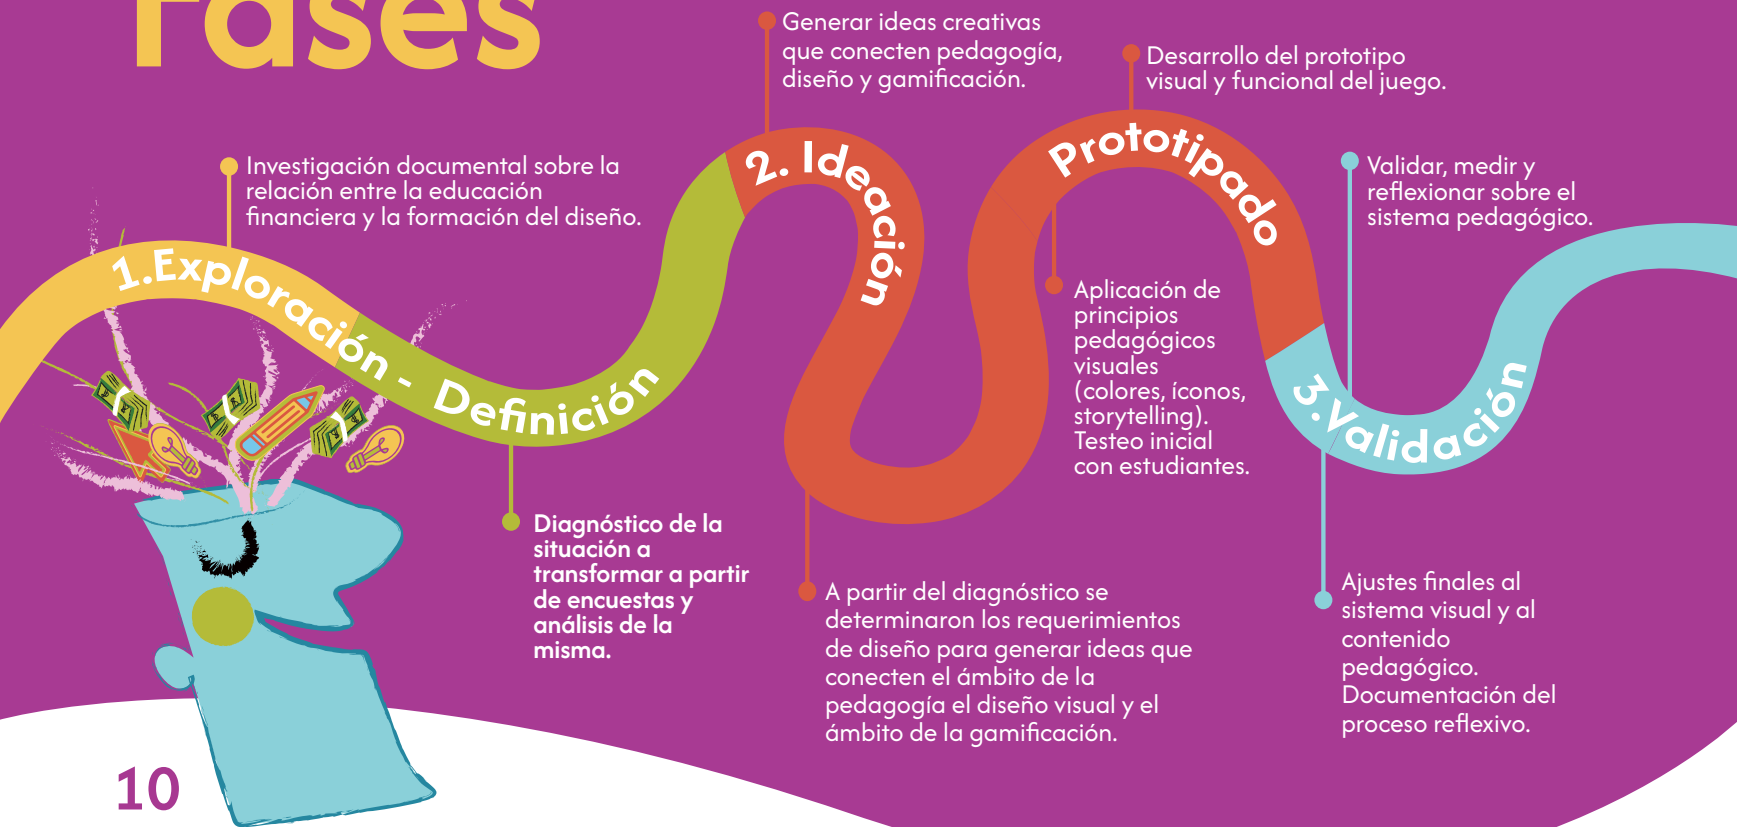 Fases
Investigación documental sobre la
relación entre la educación
financiera y la formación del diseño.
1.Exploración - Definición
Diagnóstico de la
situación a
transformar a partir
de encuestas y
análisis de la
misma.
Generar ideas creativas
que conecten pedagogía,
diseño y gamificación.
2. Ideación
A partir del diagnóstico se
determinaron los requerimientos
de diseño para generar ideas que
conecten el ámbito de la
pedagogía el diseño visual y el
ámbito de la gamificación.
Desarrollo del prototipo
visual y funcional del juego.
Prototipado
Aplicación de
principios
pedagógicos
visuales
(colores, íconos,
storytelling).
Testeo inicial
con estudiantes.
Validar, medir y
reflexionar sobre el
sistema pedagógico.
3.Validación
Ajustes finales al
sistema visual y al
contenido
pedagógico.
Documentación del
proceso reflexivo.
10